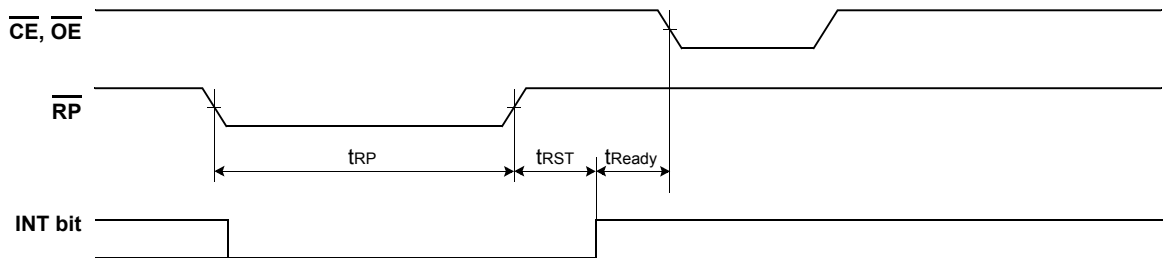 CE, OE
RP
tRP
tRST
tReady
INT bit